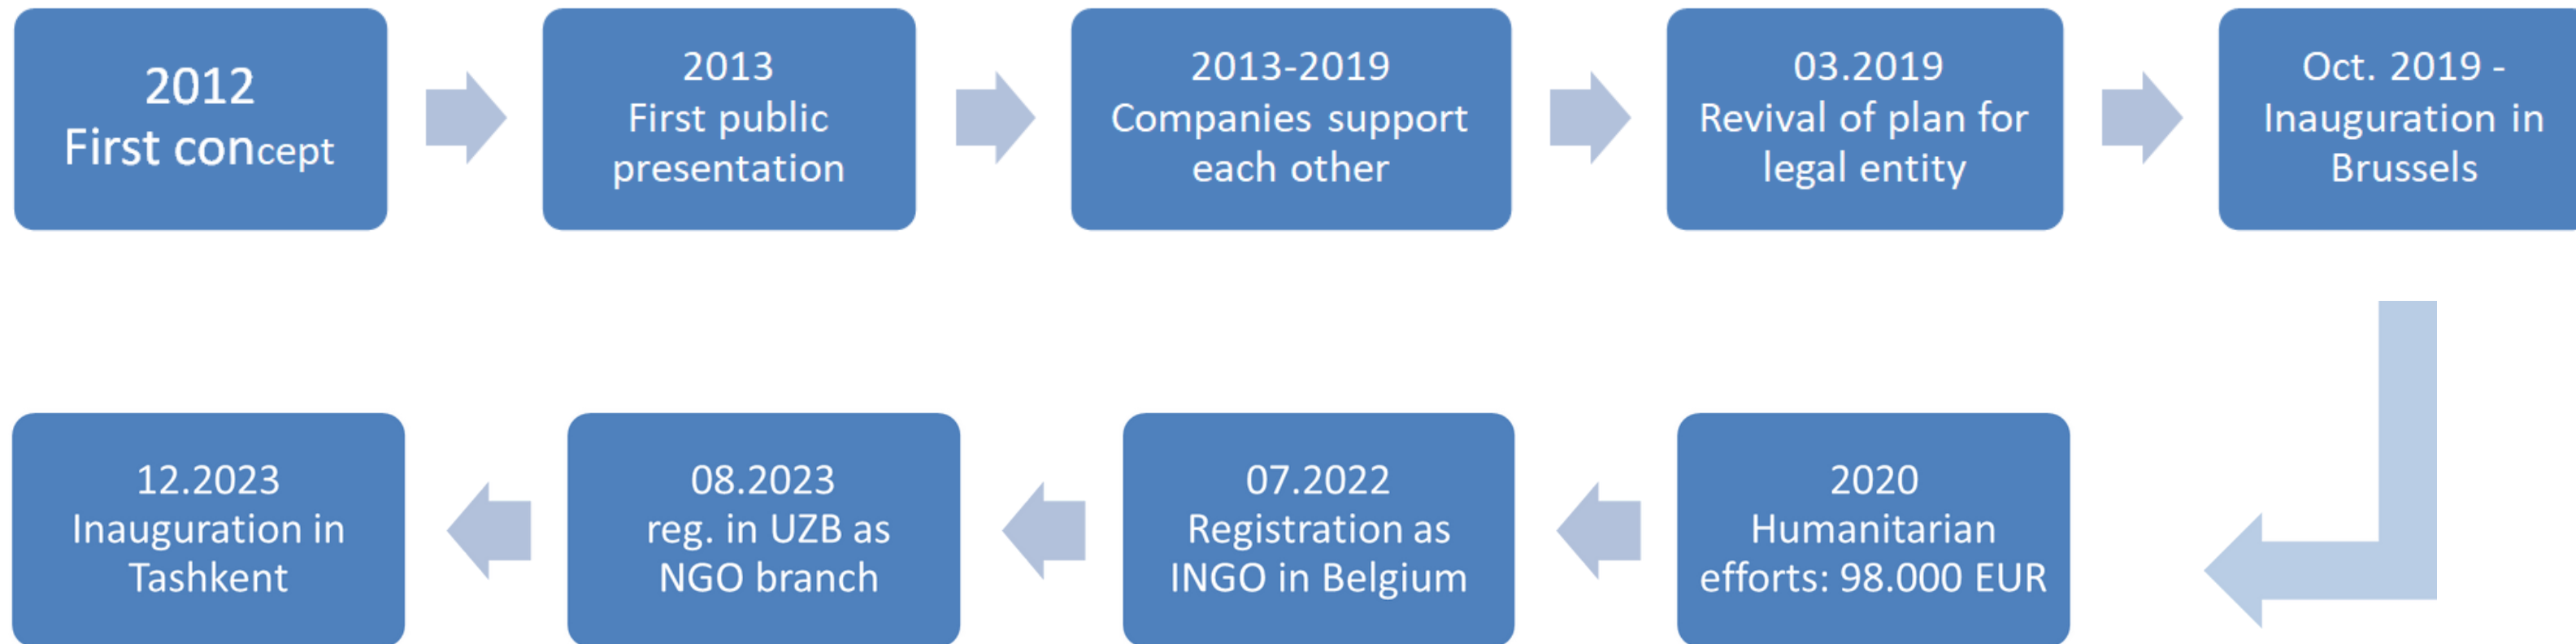 2012
First concept
2013
First public
presentation
2013-2019
Companies support
each other
03.2019
Revival of plan for
legal entity
Oct. 2019 -
Inauguration in
Brussels
2020
Humanitarian
efforts: 98.000 EUR
07.2022
Registration as
INGO in Belgium
08.2023
reg. in UZB as
NGO branch
12.2023
Inauguration in
Tashkent